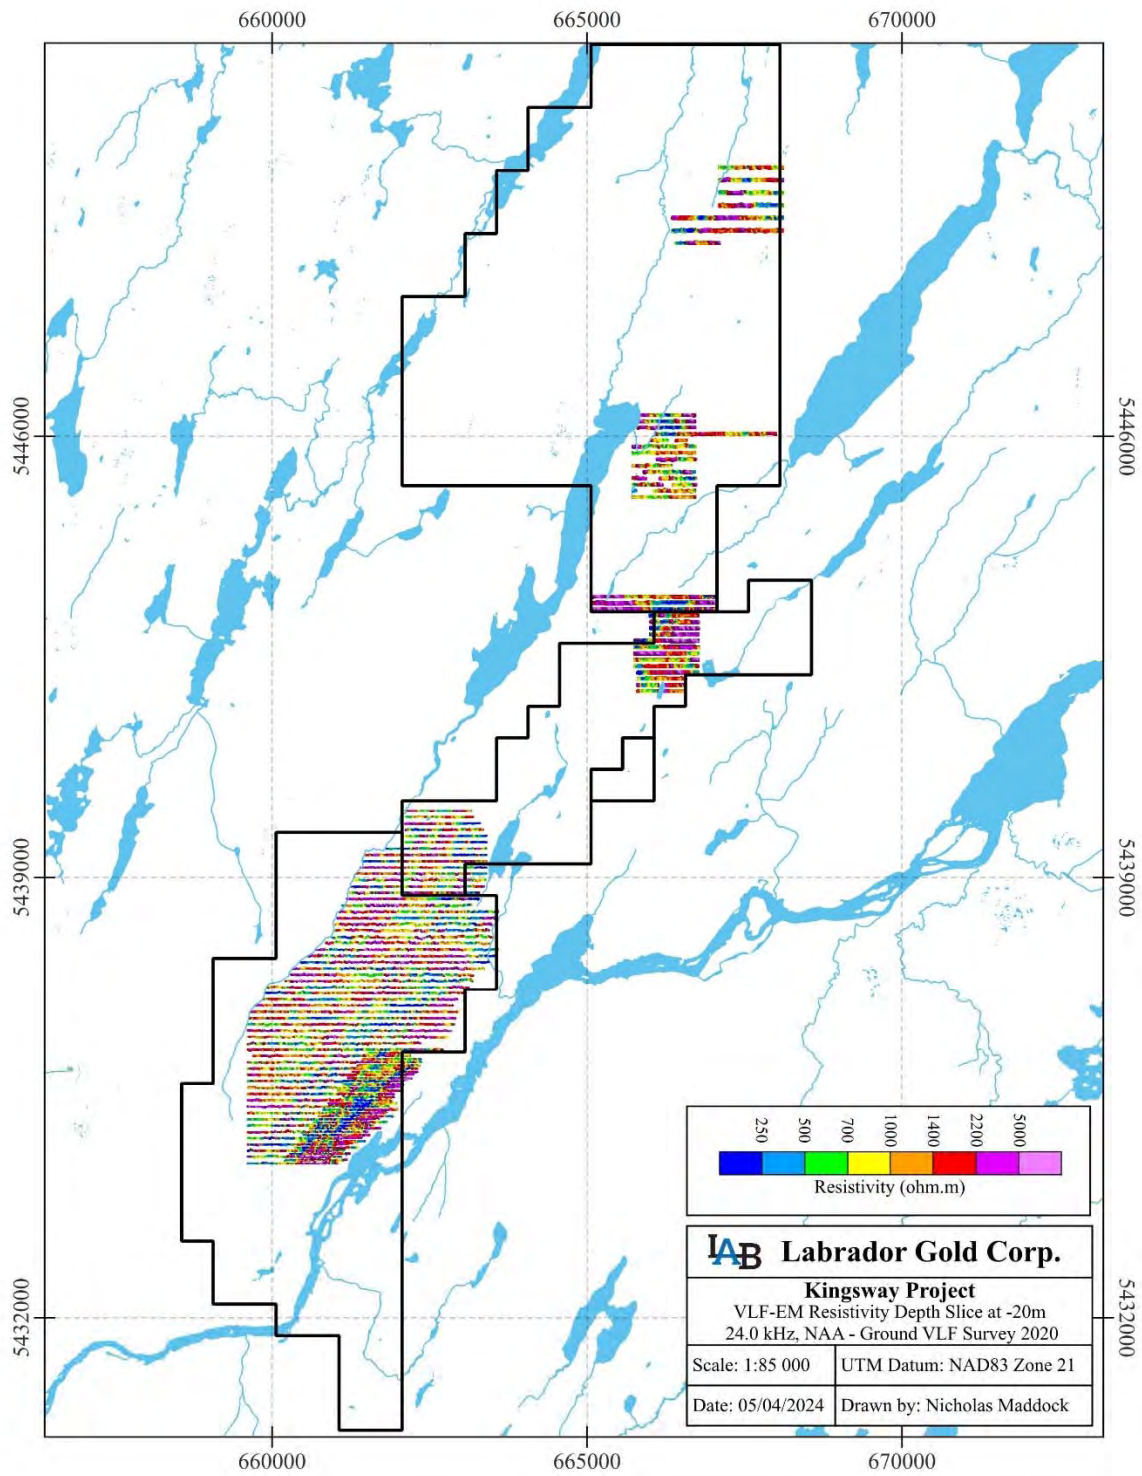 660000 665000 670000
5446000 5446000
5439000 5439000
250 500 700 1000 1400 2200 5000
Resistivity (ohm.m)
LAB Labrador Gold Corp.
Kingsway Project
VLF-EM Resistivity Depth Slice at -20m
24.0 kHz, NAA - Ground VLF Survey 2020
5432000 5432000
Scale: 1:85 000 UTM Datum: NAD83 Zone 21
Date: 05/04/2024 Drawn by: Nicholas Maddock
660000 665000 670000